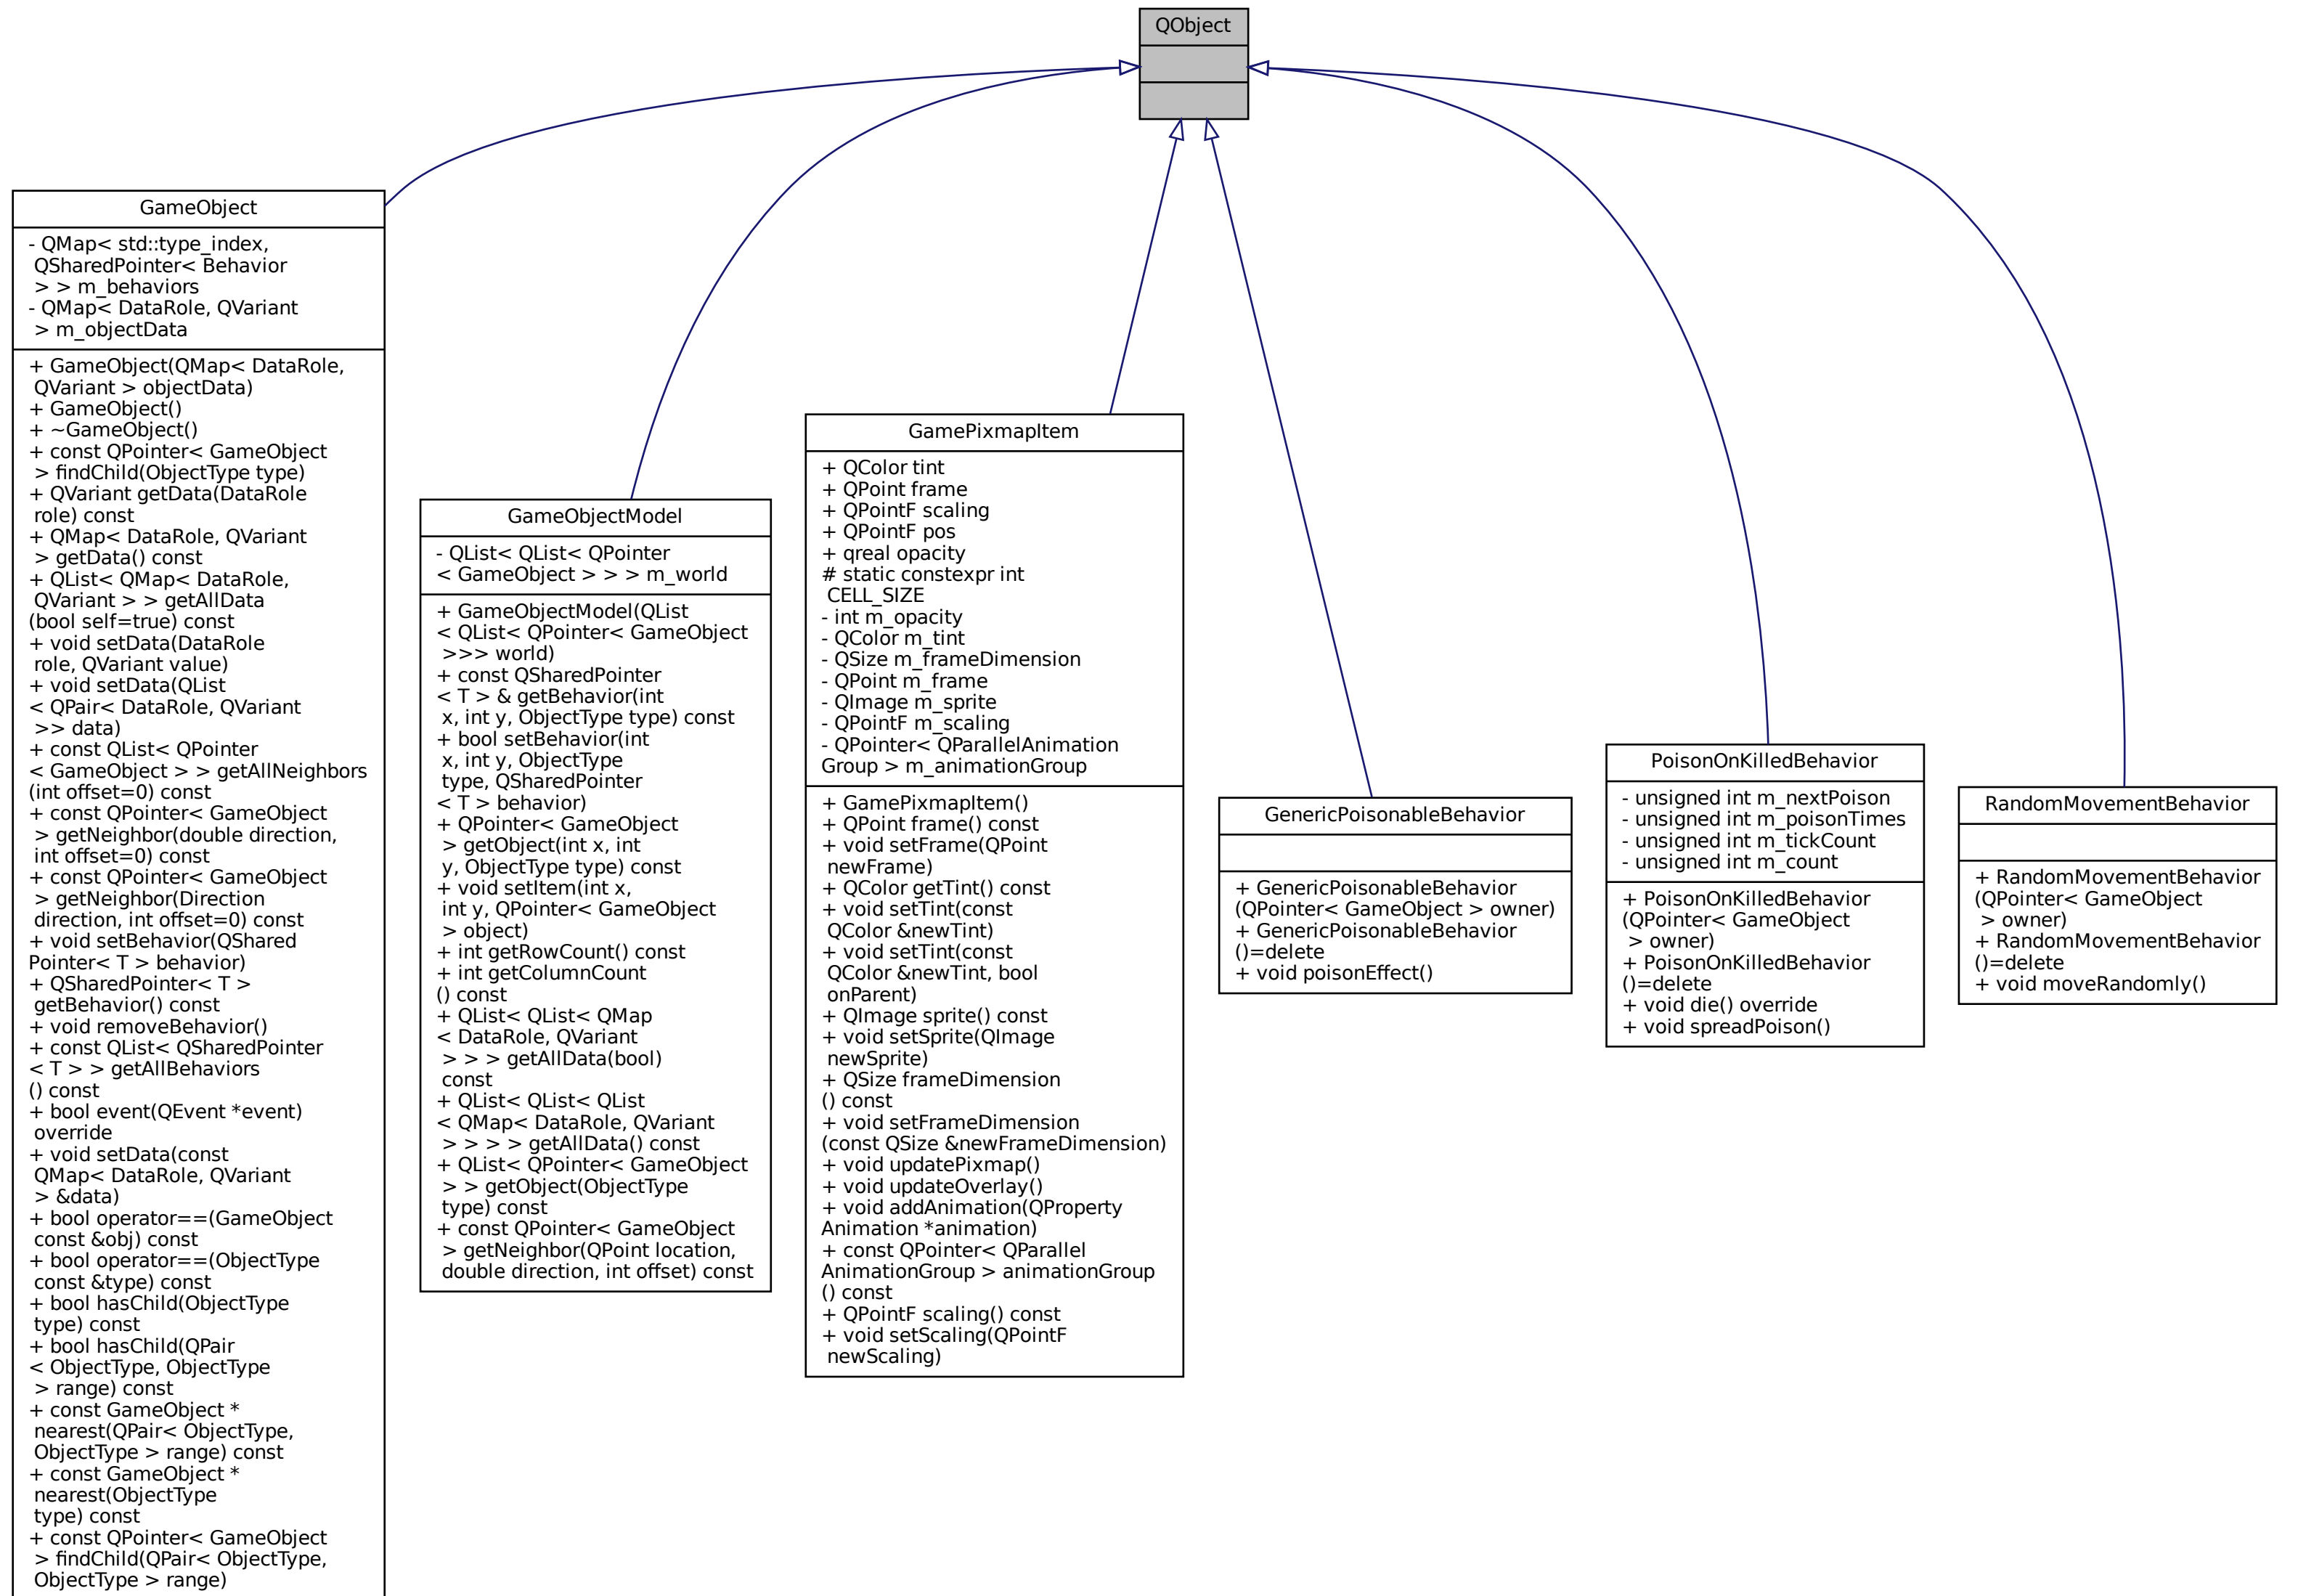 QObject
GameObject
- QMap< std::type_index,
QSharedPointer< Behavior
> > m_behaviors
- QMap< DataRole, QVariant
> m_objectData
+ GameObject(QMap< DataRole,
QVariant > objectData)
+ GameObject()
+ ~GameObject()
+ const QPointer< GameObject
> findChild(ObjectType type)
+ QVariant getData(DataRole
role) const
+ QMap< DataRole, QVariant
> getData() const
+ QList< QMap< DataRole,
QVariant > > getAllData
(bool self=true) const
+ void setData(DataRole
role, QVariant value)
+ void setData(QList
< QPair< DataRole, QVariant
>> data)
+ const QList< QPointer
< GameObject > > getAllNeighbors
(int offset=0) const
+ const QPointer< GameObject
> getNeighbor(double direction,
int offset=0) const
+ const QPointer< GameObject
> getNeighbor(Direction
direction, int offset=0) const
+ void setBehavior(QShared
Pointer< T > behavior)
+ QSharedPointer< T >
getBehavior() const
+ void removeBehavior()
+ const QList< QSharedPointer
< T > > getAllBehaviors
() const
+ bool event(QEvent *event)
override
+ void setData(const
QMap< DataRole, QVariant
> &data)
+ bool operator==(GameObject
const &obj) const
+ bool operator==(ObjectType
const &type) const
+ bool hasChild(ObjectType
type) const
+ bool hasChild(QPair
< ObjectType, ObjectType
> range) const
+ const GameObject *
nearest(QPair< ObjectType,
ObjectType > range) const
+ const GameObject *
nearest(ObjectType
type) const
+ const QPointer< GameObject
> findChild(QPair< ObjectType,
ObjectType > range)
GameObjectModel
- QList< QList< QPointer
< GameObject > > > m_world
+ GameObjectModel(QList
< QList< QPointer< GameObject
>>> world)
+ const QSharedPointer
< T > & getBehavior(int
x, int y, ObjectType type) const
+ bool setBehavior(int
x, int y, ObjectType
type, QSharedPointer
< T > behavior)
+ QPointer< GameObject
> getObject(int x, int
y, ObjectType type) const
+ void setItem(int x,
int y, QPointer< GameObject
> object)
+ int getRowCount() const
+ int getColumnCount
() const
+ QList< QList< QMap
< DataRole, QVariant
> > > getAllData(bool)
const
+ QList< QList< QList
< QMap< DataRole, QVariant
> > > > getAllData() const
+ QList< QPointer< GameObject
> > getObject(ObjectType
type) const
+ const QPointer< GameObject
> getNeighbor(QPoint location,
double direction, int offset) const
GamePixmapItem
+ QColor tint
+ QPoint frame
+ QPointF scaling
+ QPointF pos
+ qreal opacity
# static constexpr int
CELL_SIZE
- int m_opacity
- QColor m_tint
- QSize m_frameDimension
- QPoint m_frame
- QImage m_sprite
- QPointF m_scaling
- QPointer< QParallelAnimation
Group > m_animationGroup
+ GamePixmapItem()
+ QPoint frame() const
+ void setFrame(QPoint
newFrame)
+ QColor getTint() const
+ void setTint(const
QColor &newTint)
+ void setTint(const
QColor &newTint, bool
onParent)
+ QImage sprite() const
+ void setSprite(QImage
newSprite)
+ QSize frameDimension
() const
+ void setFrameDimension
(const QSize &newFrameDimension)
+ void updatePixmap()
+ void updateOverlay()
+ void addAnimation(QProperty
Animation *animation)
+ const QPointer< QParallel
AnimationGroup > animationGroup
() const
+ QPointF scaling() const
+ void setScaling(QPointF
newScaling)
GenericPoisonableBehavior
+ GenericPoisonableBehavior
(QPointer< GameObject > owner)
+ GenericPoisonableBehavior
()=delete
+ void poisonEffect()
PoisonOnKilledBehavior
- unsigned int m_nextPoison
- unsigned int m_poisonTimes
- unsigned int m_tickCount
- unsigned int m_count
+ PoisonOnKilledBehavior
(QPointer< GameObject
> owner)
+ PoisonOnKilledBehavior
()=delete
+ void die() override
+ void spreadPoison()
RandomMovementBehavior
+ RandomMovementBehavior
(QPointer< GameObject
> owner)
+ RandomMovementBehavior
()=delete
+ void moveRandomly()